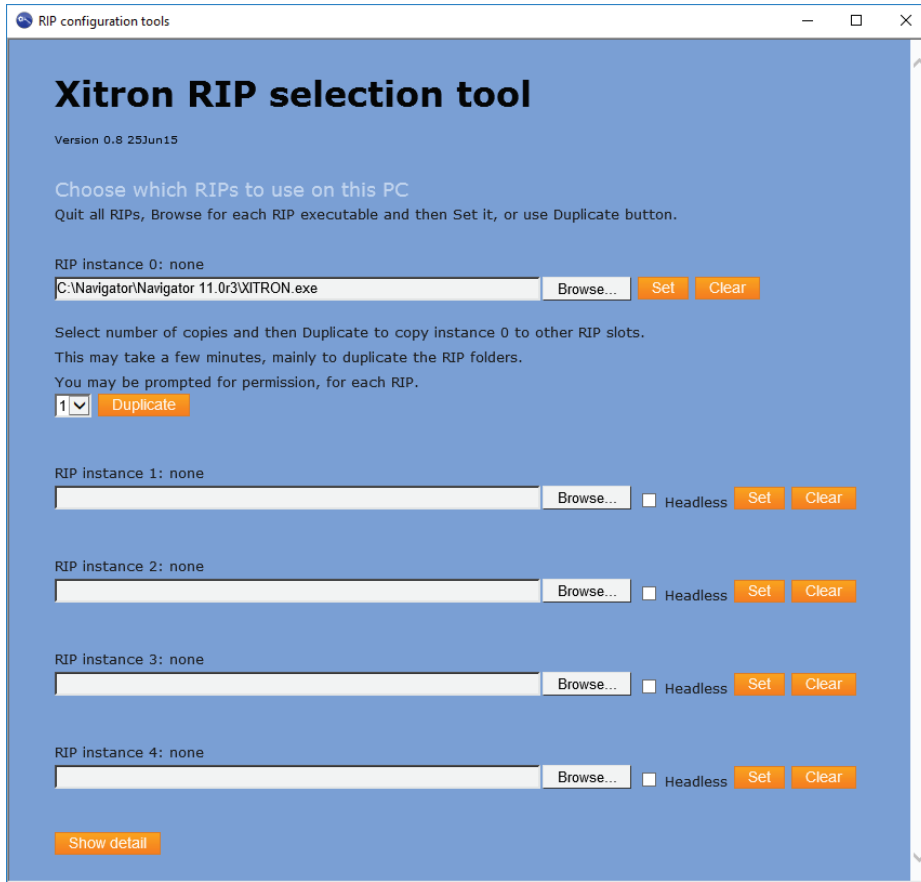 RIP configuration tools
Xitron RIP selection tool
Version 0.8 25Jun15
Choose which RIPs to use on this PC
Quit all RIPs, Browse for each RIP executable and then Set it, or use Duplicate button.
RIP instance 0: none
C:\Navigator\Navigator 11.0r3\XITRON.exe Browse... Set Clear
Select number of copies and then Duplicate to copy instance 0 to other RIP slots.
This may take a few minutes, mainly to duplicate the RIP folders.
You may be prompted for permission, for each RIP.
1 Duplicate
RIP instance 1: none
Browse... Headless Set Clear
RIP instance 2: none
Browse... Headless Set Clear
RIP instance 3: none
Browse... Headless Set Clear
RIP instance 4: none
Browse... Headless Set Clear
Show detail